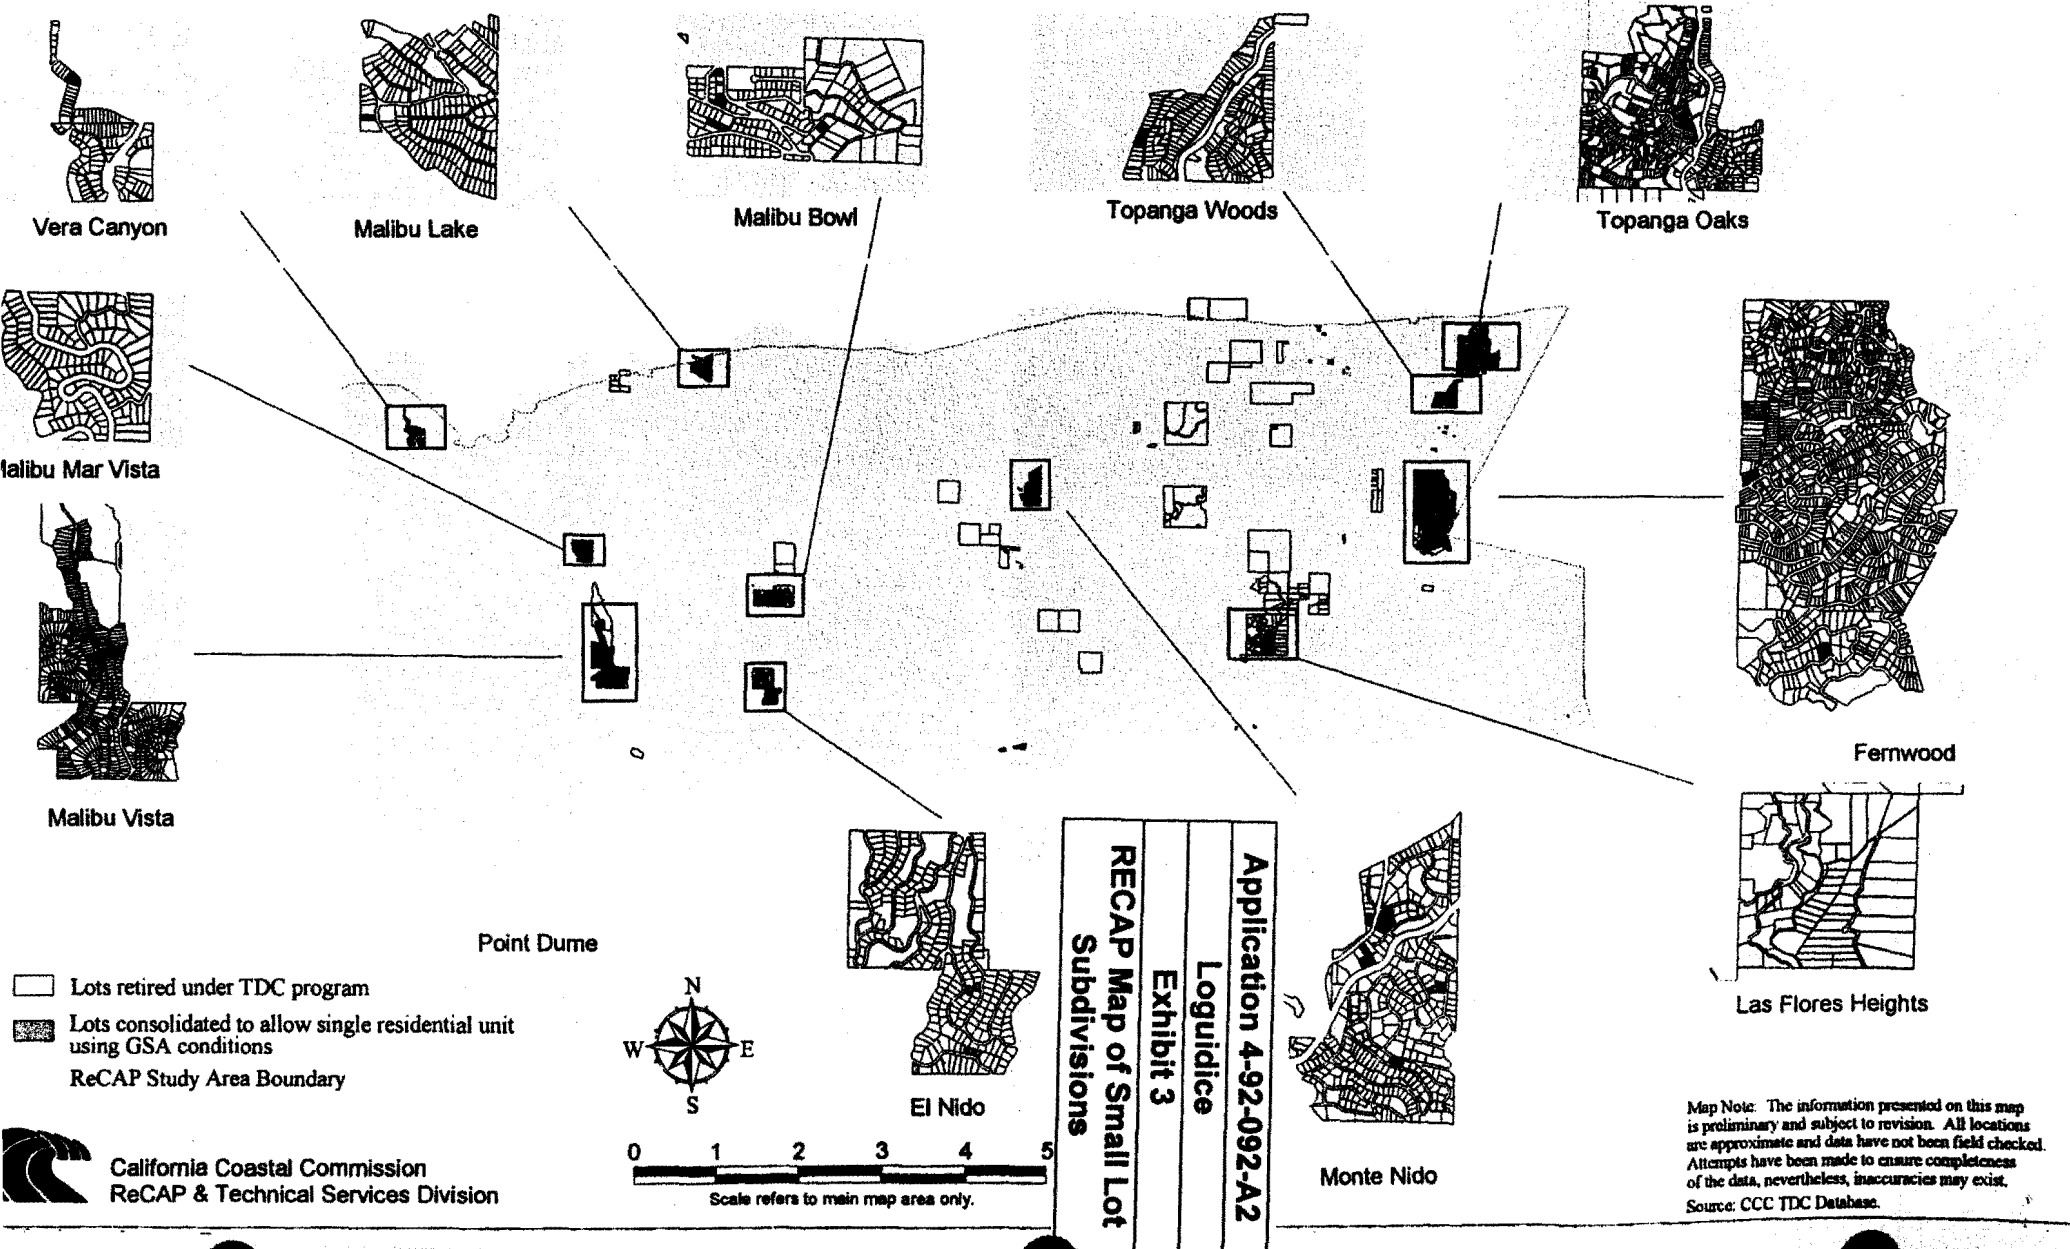 Vera Canyon
Malibu Lake
Malibu Bowl
Topanga Woods
Topanga Oaks
Malibu Mar Vista
Malibu Vista
Fernwood
Las Flores Heights
Point Dume
El Nido
Monte Nido
Lots retired under TDC program
Lots consolidated to allow single residential unit
using GSA conditions
ReCAP Study Area Boundary
N
W E
S
0 1 2 3 4 5
Scale refers to main map area only.
California Coastal Commission
ReCAP & Technical Services Division
Application 4-92-092-A2
Loguidice
Exhibit 3
RECAP Map of Small Lot
Subdivisions
Map Note: The information presented on this map
is preliminary and subject to revision. All locations
are approximate and data have not been field checked.
Attempts have been made to ensure completeness
of the data, nevertheless, inaccuracies may exist.
Source: CCC TDC Database.